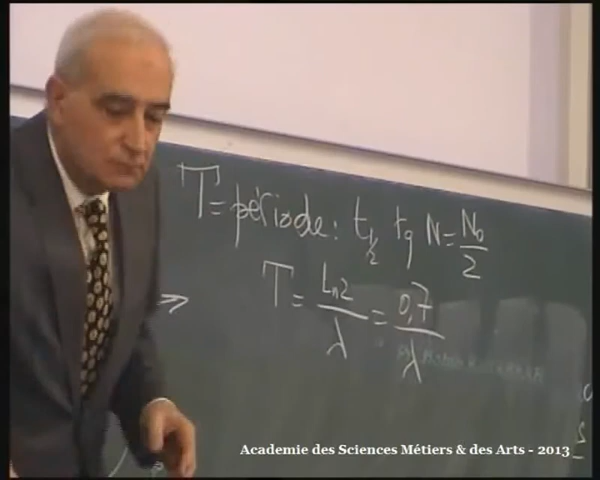 T = période : t½ tq N = N₀/2
→ T = Ln2/λ = 0,7/λ
Academie des Sciences Métiers & des Arts - 2013